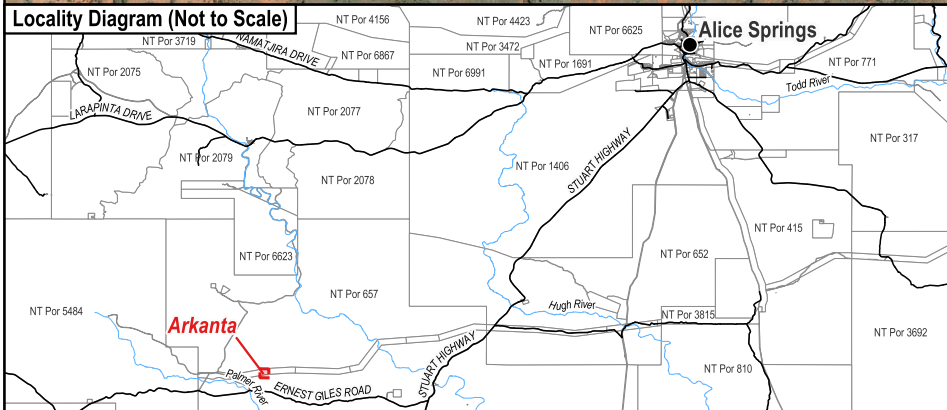 Locality Diagram (Not to Scale)
NT Por 4156
NT Por 4423
NT Por 6625
Alice Springs
NT Por 3719
NAMATJIRA DRIVE
NT Por 3472
NT Por 6867
NT Por 1691
NT Por 771
NT Por 2075
NT Por 6991
Todd River
LARAPINTA DRIVE
NT Por 2077
NT Por 317
NT Por 2079
NT Por 1406
STUART HIGHWAY
NT Por 2078
NT Por 415
NT Por 6623
NT Por 652
NT Por 657
NT Por 5484
Hugh River
NT Por 3815
Arkanta
NT Por 3692
STUART HIGHWAY
NT Por 810
Palmer River
ERNEST GILES ROAD